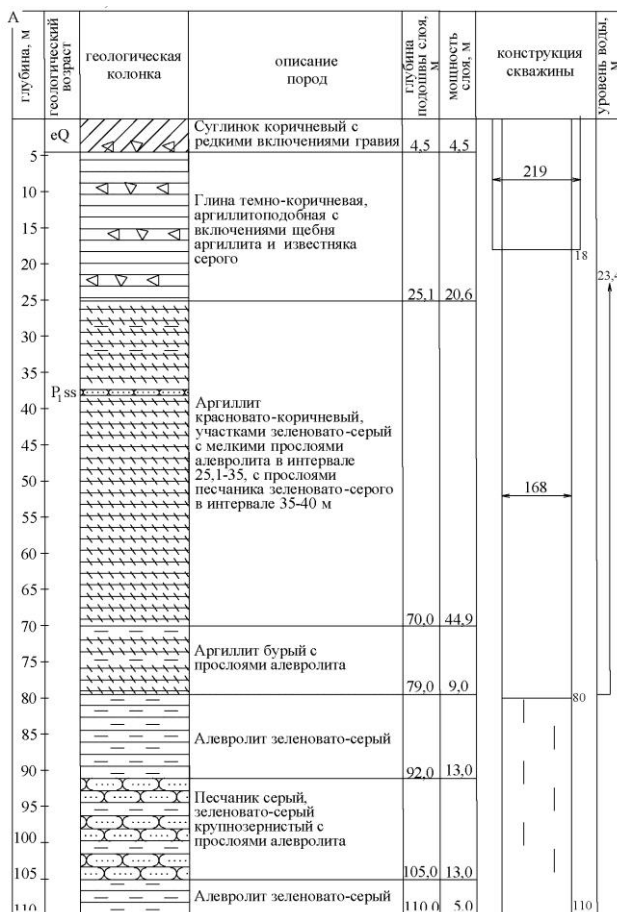 А
глубина, м
геологический
возраст
геологическая
колонка
описание
пород
глубина
подошвы слоя,
м
мощность
слоя, м
конструкция
скважины
уровень воды,
м
eQ
Суглинок коричневый с
редкими включениями гравия
4,5
4,5
5
10
15
20
25
30
35
40
45
50
55
60
65
70
75
80
85
90
95
100
105
110
Глина темно-коричневая,
аргиллитоподобная с
включениями щебня
аргиллита и известняка
серого
25,1
20,6
219
18
23,4
P1ss
Аргиллит
красновато-коричневый,
участками зеленовато-серый
с мелкими прослоями
алевролита в интервале
25,1-35, с прослоями
песчаника зеленовато-серого
в интервале 35-40 м
70,0
44,9
168
Аргиллит бурый с
прослоями алевролита
79,0
9,0
80
Алевролит зеленовато-серый
92,0
13,0
Песчаник серый,
зеленовато-серый
крупнозернистый с
прослоями алевролита
105,0
13,0
Алевролит зеленовато-серый
110,0
5,0
110